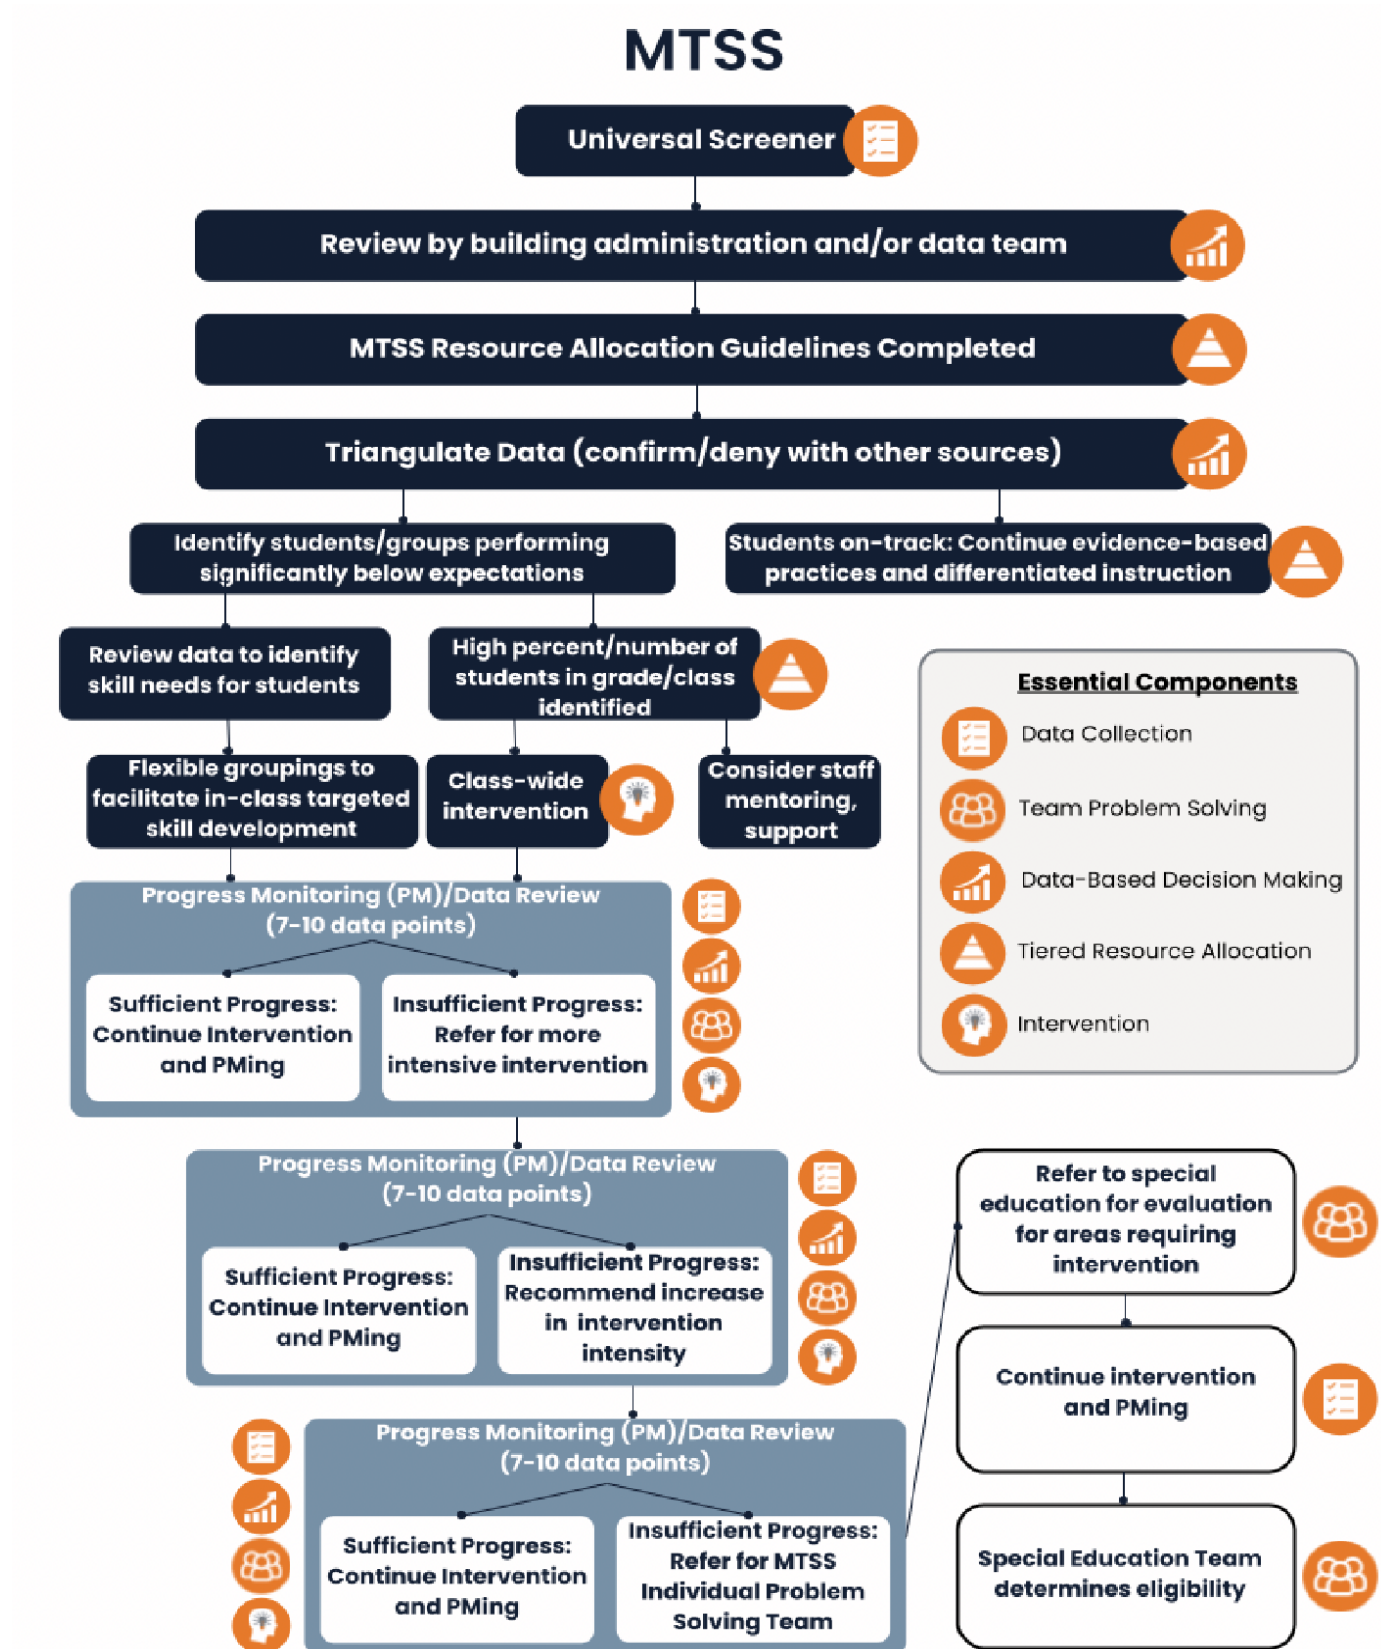 MTSS
Universal Screener
Review by building administration and/or data team
MTSS Resource Allocation Guidelines Completed
Triangulate Data (confirm/deny with other sources)
Identify students/groups performing
significantly below expectations
Students on-track: Continue evidence-based
practices and differentiated instruction
Review data to identify
skill needs for students
High percent/number of
students in grade/class
identified
Flexible groupings to
facilitate in-class targeted
skill development
Class-wide
intervention
Consider staff
mentoring,
support
Essential Components
Data Collection
Team Problem Solving
Data-Based Decision Making
Tiered Resource Allocation
Intervention
Progress Monitoring (PM)/Data Review
(7-10 data points)
Sufficient Progress:
Continue Intervention
and PMing
Insufficient Progress:
Refer for more
intensive intervention
Progress Monitoring (PM)/Data Review
(7-10 data points)
Sufficient Progress:
Continue Intervention
and PMing
Insufficient Progress:
Recommend increase
in intervention
intensity
Progress Monitoring (PM)/Data Review
(7-10 data points)
Sufficient Progress:
Continue Intervention
and PMing
Insufficient Progress:
Refer for MTSS
Individual Problem
Solving Team
Refer to special
education for evaluation
for areas requiring
intervention
Continue intervention
and PMing
Special Education Team
determines eligibility